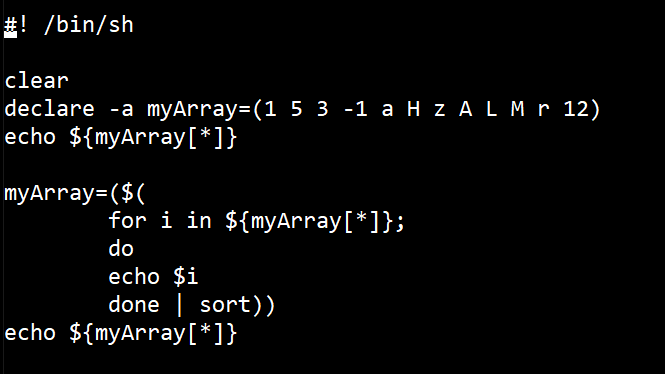 #! /bin/sh
clear
declare -a myArray=(1 5 3 -1 a H z A L M r 12)
echo ${myArray[*]}
myArray=($(
for i in ${myArray[*]};
do
echo $i
done | sort))
echo ${myArray[*]}